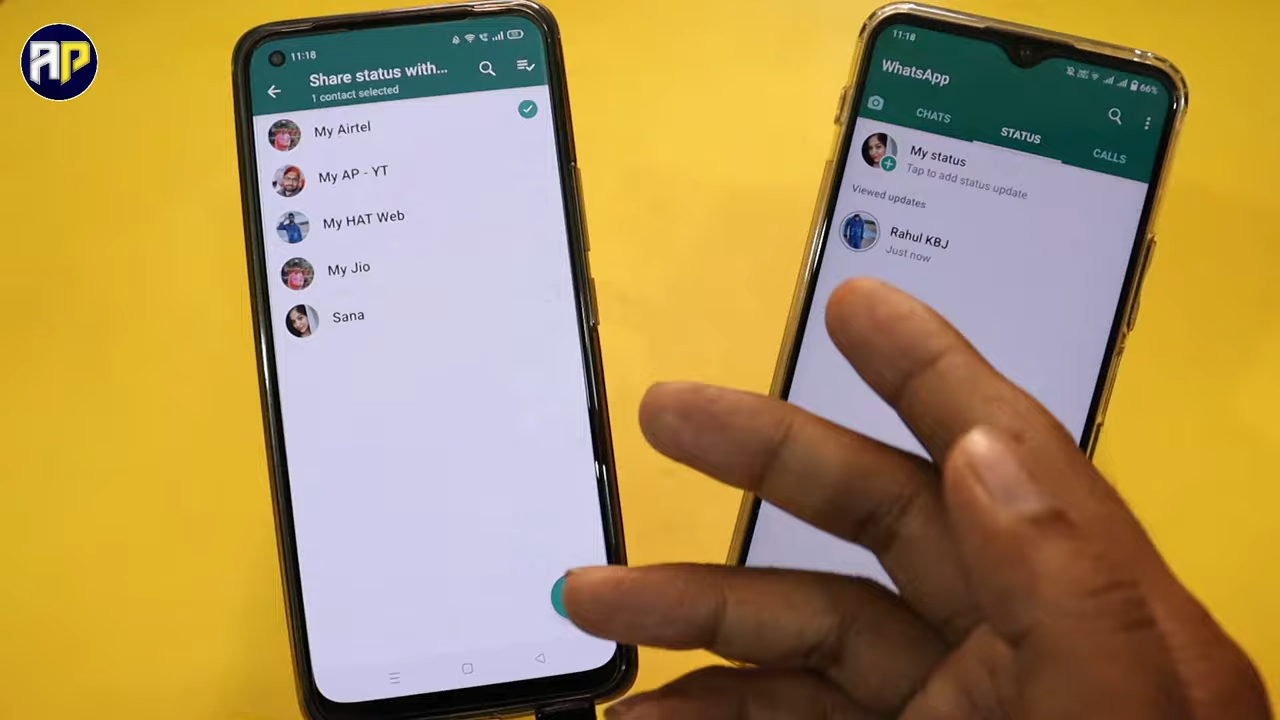 AP
11:18
Share status with...
1 contact selected
My Airtel
My AP - YT
My HAT Web
My Jio
Sana
11:18
66%
WhatsApp
CHATS
STATUS
CALLS
My status
Tap to add status update
Viewed updates
Rahul KBJ
Just now